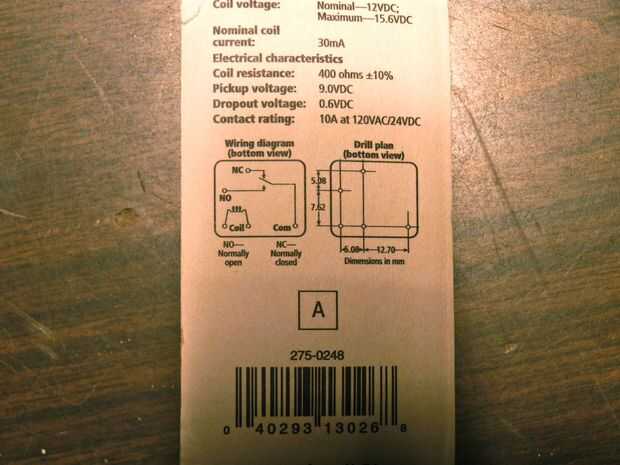 Coil voltage: Nominal—12VDC;
Maximum—15.6VDC
Nominal coil
current: 30mA
Electrical characteristics
Coil resistance: 400 ohms ±10%
Pickup voltage: 9.0VDC
Dropout voltage: 0.6VDC
Contact rating: 10A at 120VAC/24VDC
Wiring diagram
(bottom view)
NC
NO
Coil Com
NO—
Normally
open
NC—
Normally
closed
Drill plan
(bottom view)
5.08
7.62
5.08 12.70
Dimensions in mm
A
275-0248
0 40293 13026 8